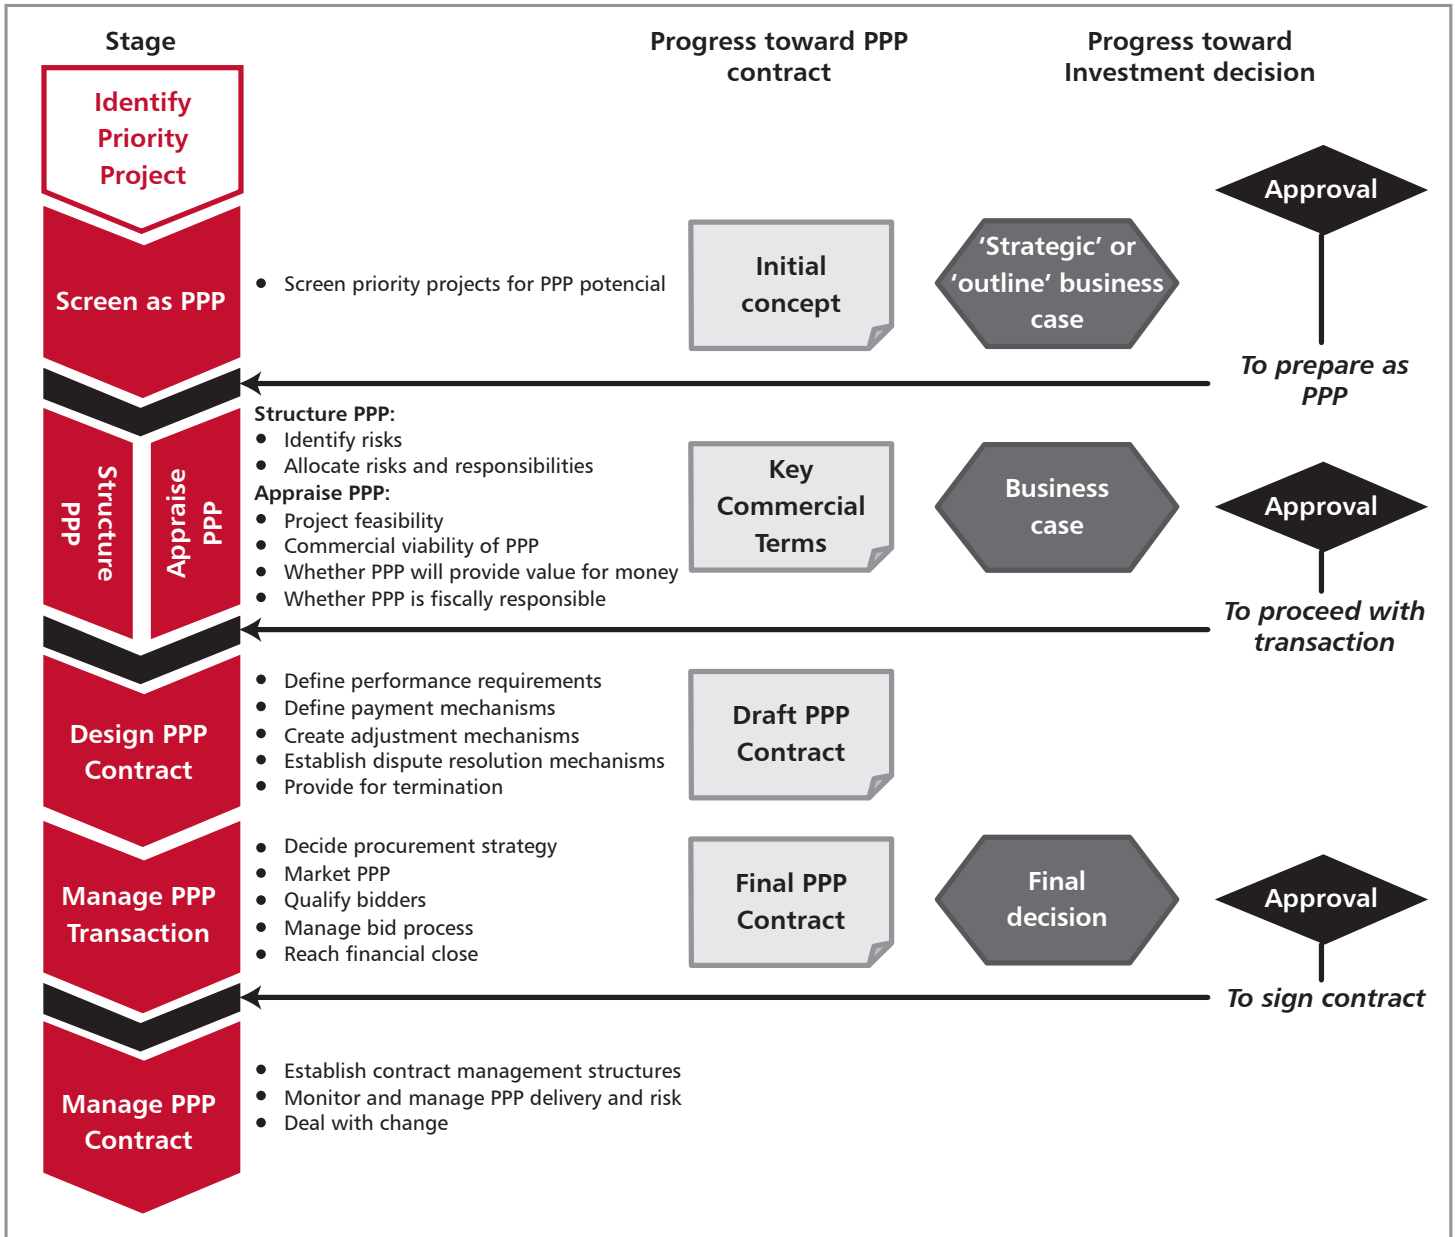 Stage
Progress toward PPP
contract
Progress toward
Investment decision
Identify
Priority
Project
Approval
Screen as PPP
• Screen priority projects for PPP potencial
Initial
concept
‘Strategic’ or
‘outline’ business
case
To prepare as
PPP
Structure
PPP
Appraise
PPP
Structure PPP:
• Identify risks
• Allocate risks and responsibilities
Appraise PPP:
• Project feasibility
• Commercial viability of PPP
• Whether PPP will provide value for money
• Whether PPP is fiscally responsible
Key
Commercial
Terms
Business
case
Approval
To proceed with
transaction
Design PPP
Contract
• Define performance requirements
• Define payment mechanisms
• Create adjustment mechanisms
• Establish dispute resolution mechanisms
• Provide for termination
Draft PPP
Contract
Manage PPP
Transaction
• Decide procurement strategy
• Market PPP
• Qualify bidders
• Manage bid process
• Reach financial close
Final PPP
Contract
Final
decision
Approval
To sign contract
Manage PPP
Contract
• Establish contract management structures
• Monitor and manage PPP delivery and risk
• Deal with change